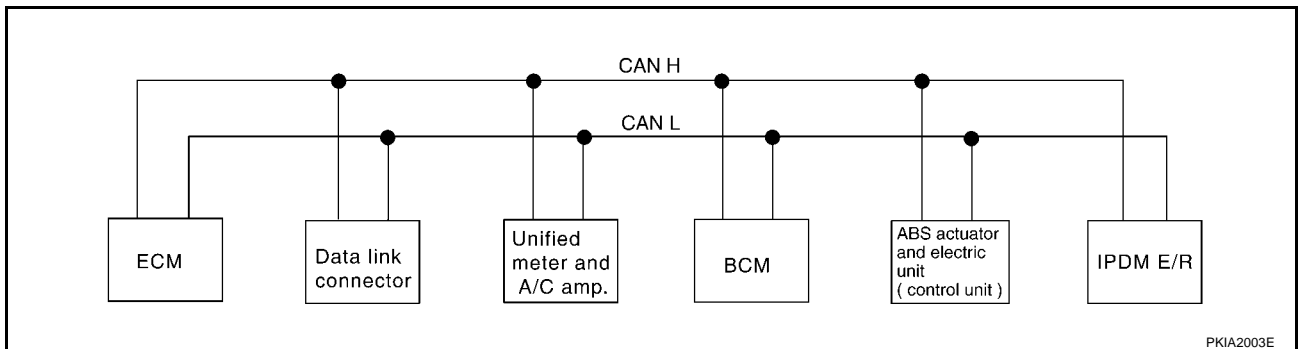 CAN H
CAN L
ECM
Data link
connector
Unified
meter and
A/C amp.
BCM
ABS actuator
and electric
unit
( control unit )
IPDM E/R
PKIA2003E